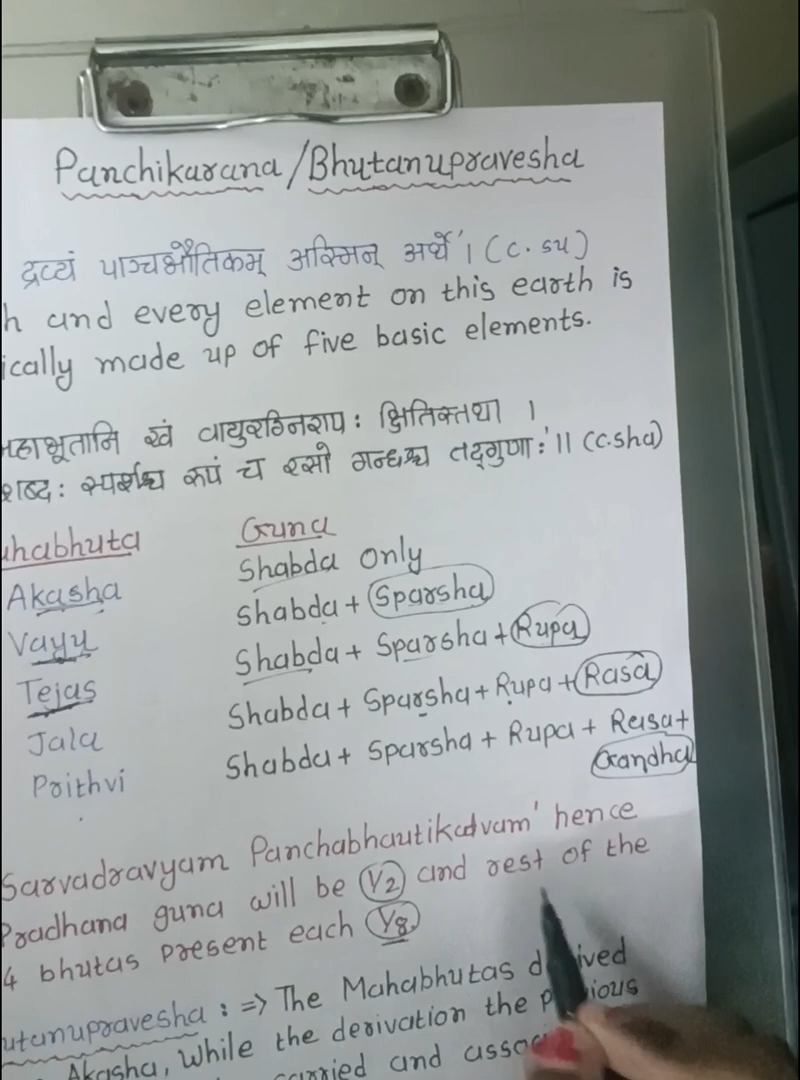 Panchikarana/Bhutanupravesha
द्रव्यं पाञ्चभौतिकम् अस्मिन् अर्थे'। (C. su)
h and every element on this earth is
ically made up of five basic elements.
महाभूतानि खं वायुरग्निरापः क्षितिस्तथा ।
शब्दः स्पर्शश्च रूपं च रसो गन्धश्च तद्गुणाः'॥ (C.sha)
ahabhuta Guna
Akasha Shabda Only
Vayu Shabda + Sparsha
Tejas Shabda + Sparsha + Rupa
Jala Shabda + Sparsha + Rupa + Rasa
Prithvi Shabda + Sparsha + Rupa + Rasa +
Gandha
Sarvadravyam Panchabhautikatvam' hence
Pradhana guna will be 1/2 and rest of the
4 bhutas present each 1/8.
utanupravesha : => The Mahabhutas
Akasha, While the derivation the
carried and